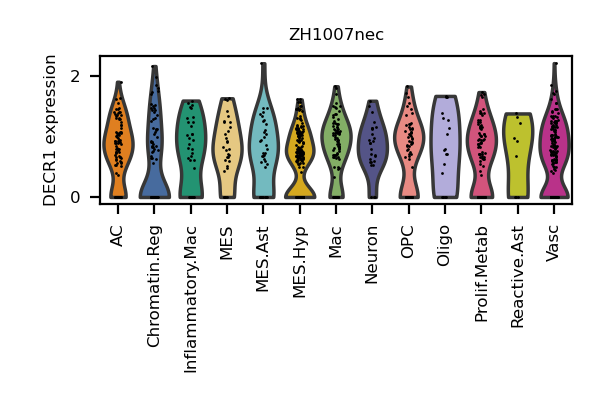 ZH1007nec
DECR1 expression
2
0
AC
Chromatin.Reg
Inflammatory.Mac
MES
MES.Ast
MES.Hyp
Mac
Neuron
OPC
Oligo
Prolif.Metab
Reactive.Ast
Vasc